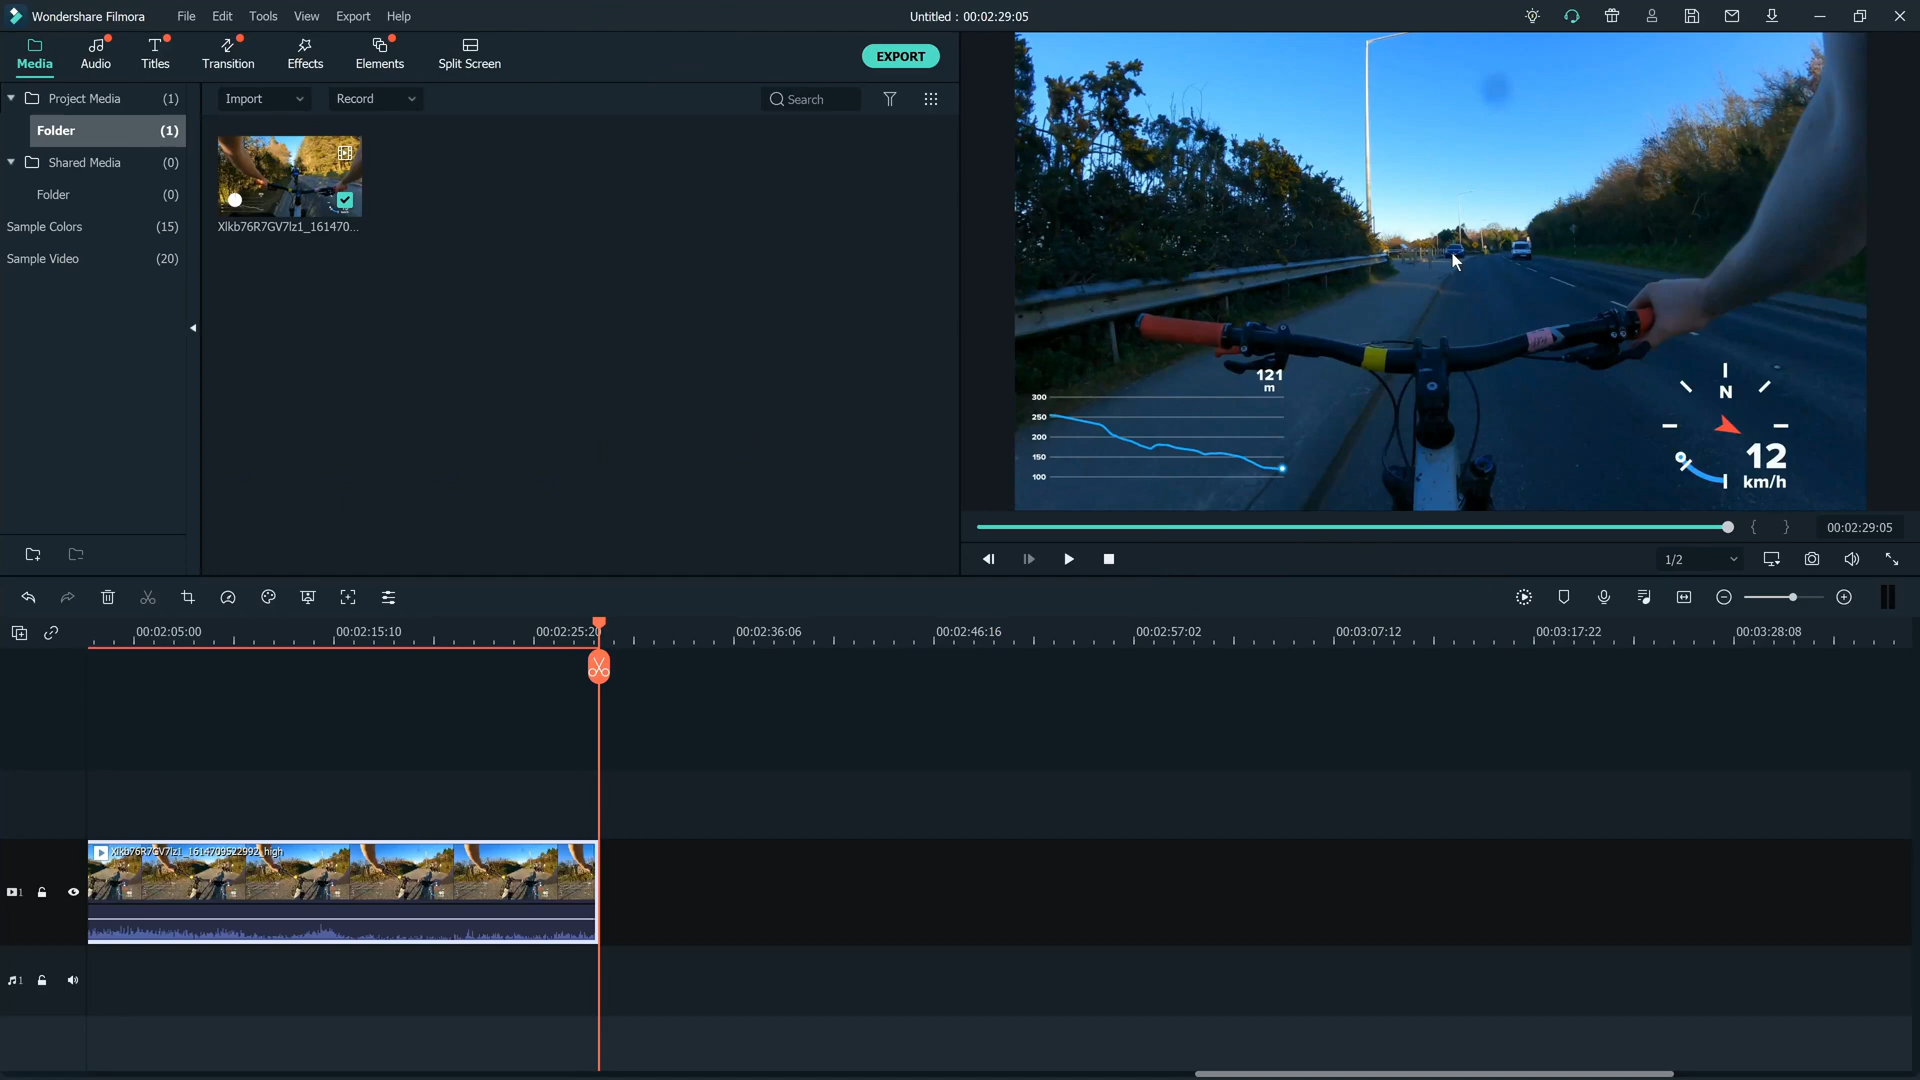 Wondershare Filmora File Edit Tools View Export Help Untitled : 00:02:29:05
Media Audio Titles Transition Effects Elements Split Screen EXPORT
Project Media (1) Import Record Search
Folder (1)
Shared Media (0)
Folder (0)
Sample Colors (15)
Sample Video (20)
Xlkb76R7GV7lz1_161470...
121
m
300
250
200
150
100
N
12
km/h
00:02:29:05
1/2
00:02:05:00 00:02:15:10 00:02:25:20 00:02:36:06 00:02:46:16 00:02:57:02 00:03:07:12 00:03:17:22 00:03:28:08
Xlkb76R7GV7lz1_1614709522992_high
1
1